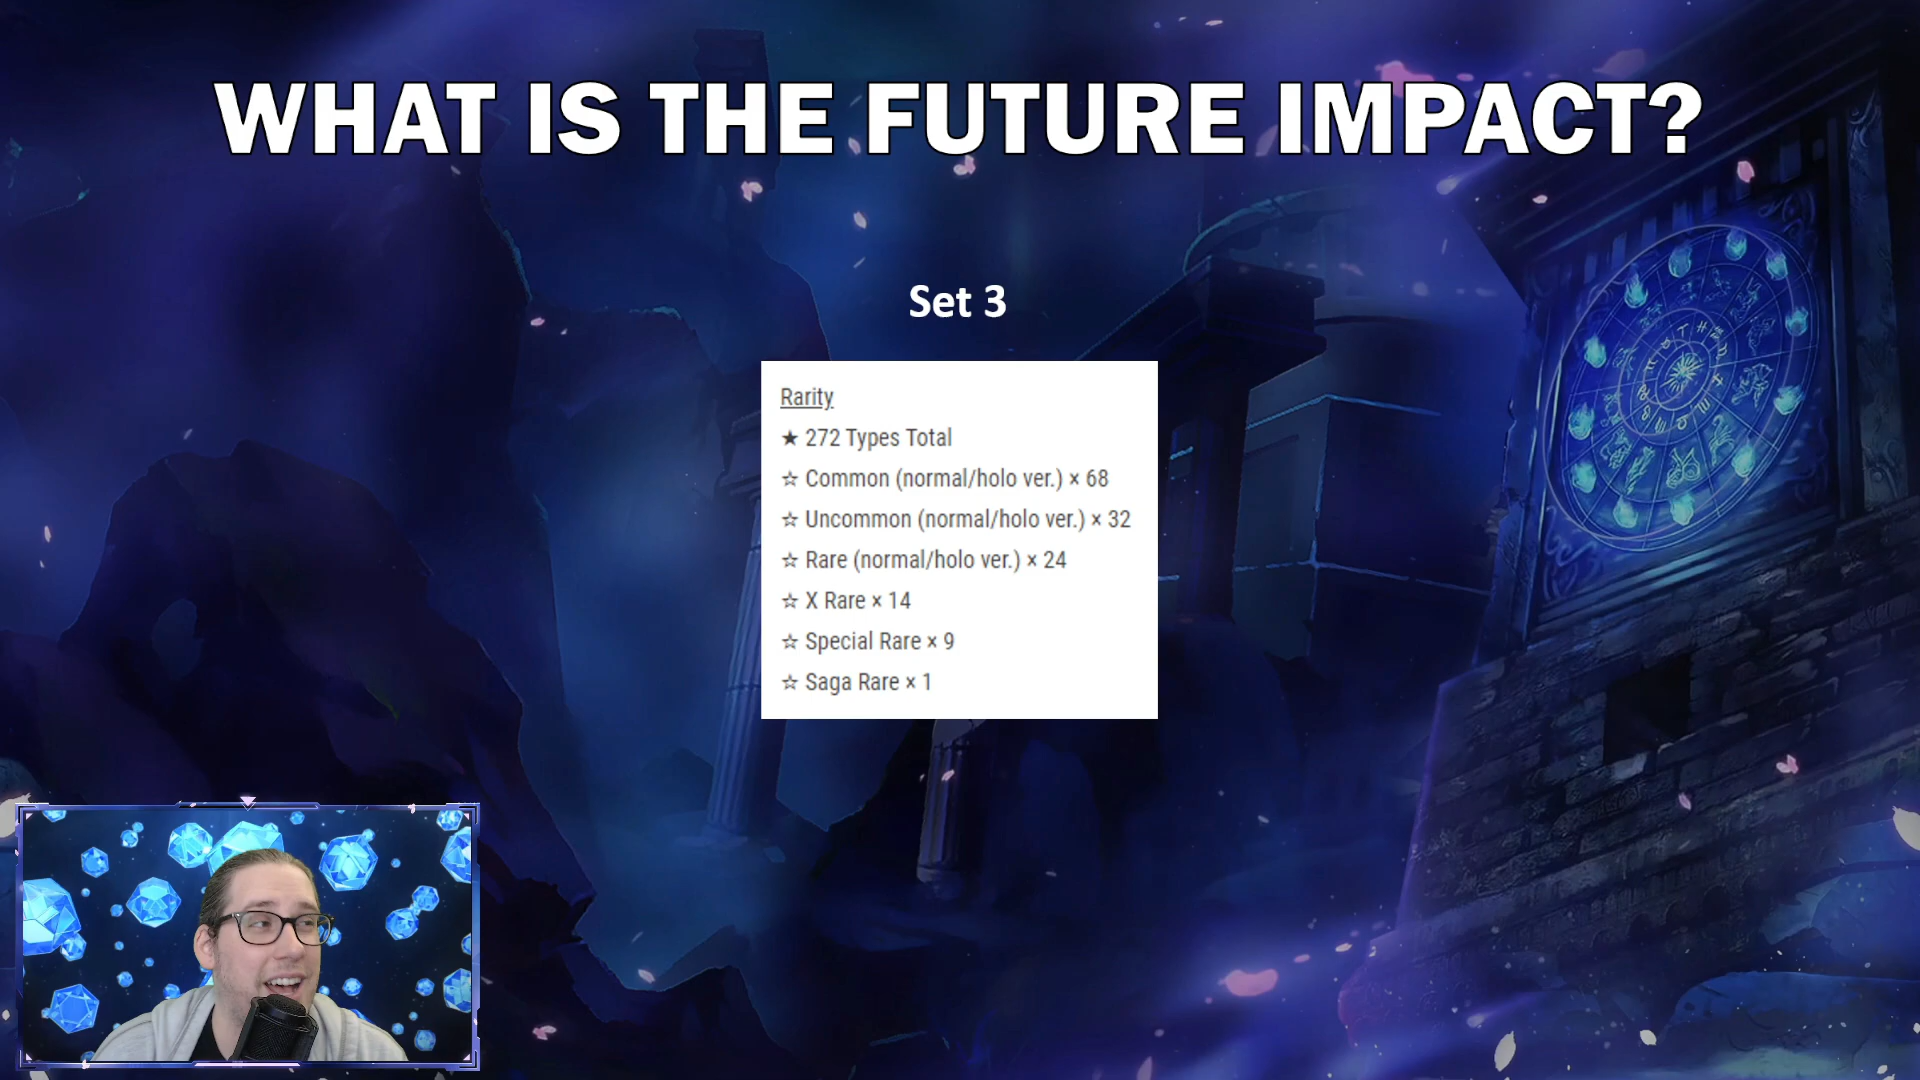 WHAT IS THE FUTURE IMPACT?
Set 3
Rarity
★ 272 Types Total
☆ Common (normal/holo ver.) × 68
☆ Uncommon (normal/holo ver.) × 32
☆ Rare (normal/holo ver.) × 24
☆ X Rare × 14
☆ Special Rare × 9
☆ Saga Rare × 1